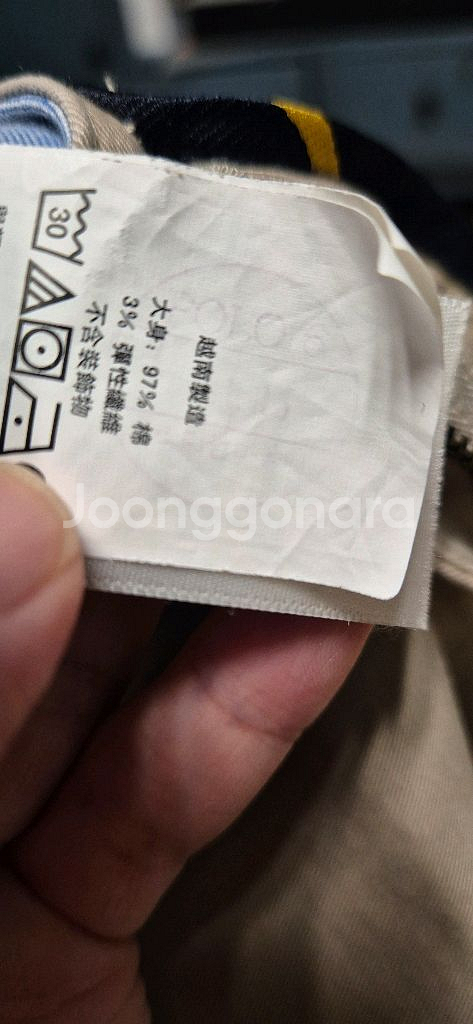 越南製造
大身: 97% 棉
3% 彈性纖維
不含裝飾物
30
Joonggonara